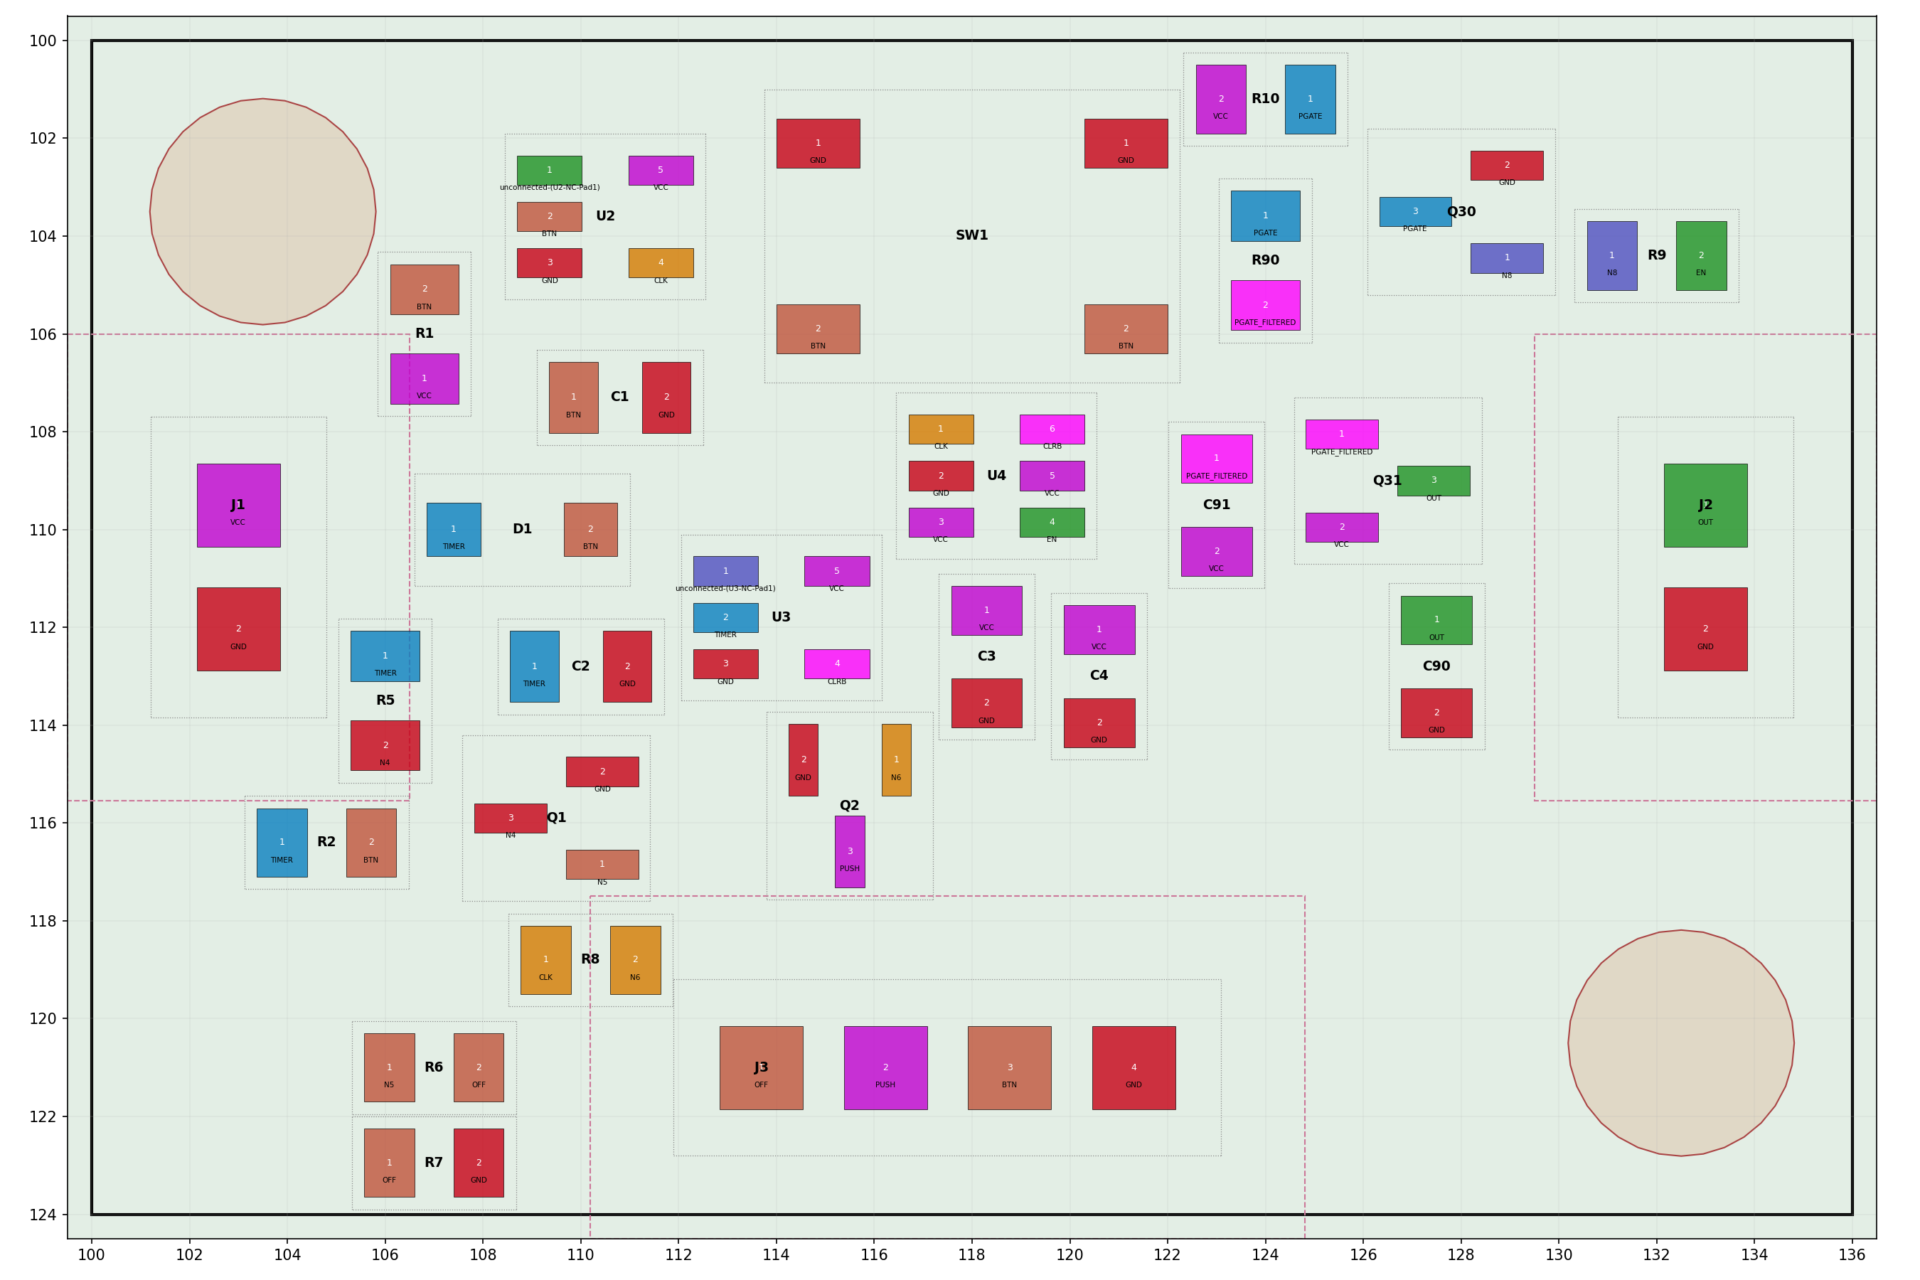 100
102
104
106
108
110
112
114
116
118
120
122
124
2
VCC
R10
1
PGATE
1
GND
1
GND
SW1
2
BTN
2
BTN
1
unconnected-(U2-NC-Pad1)
5
VCC
2
BTN
U2
3
GND
4
CLK
2
GND
3
PGATE
Q30
1
N8
1
PGATE
R90
2
PGATE_FILTERED
1
N8
R9
2
EN
2
BTN
R1
1
VCC
1
BTN
C1
2
GND
1
CLK
6
CLRB
2
GND
U4
5
VCC
3
VCC
4
EN
1
PGATE_FILTERED
C91
2
VCC
1
PGATE_FILTERED
Q31
3
OUT
2
VCC
J1
VCC
2
GND
J2
OUT
2
GND
1
TIMER
D1
2
BTN
1
unconnected-(U3-NC-Pad1)
5
VCC
2
TIMER
U3
3
GND
4
CLRB
1
VCC
C3
2
GND
1
VCC
C4
2
GND
1
OUT
C90
2
GND
1
TIMER
R5
2
N4
1
TIMER
C2
2
GND
2
GND
3
N4
Q1
1
N5
2
GND
1
N6
Q2
3
PUSH
1
TIMER
R2
2
BTN
1
CLK
R8
2
N6
1
N5
R6
2
OFF
J3
OFF
2
PUSH
3
BTN
4
GND
1
OFF
R7
2
GND
100 102 104 106 108 110 112 114 116 118 120 122 124 126 128 130 132 134 136